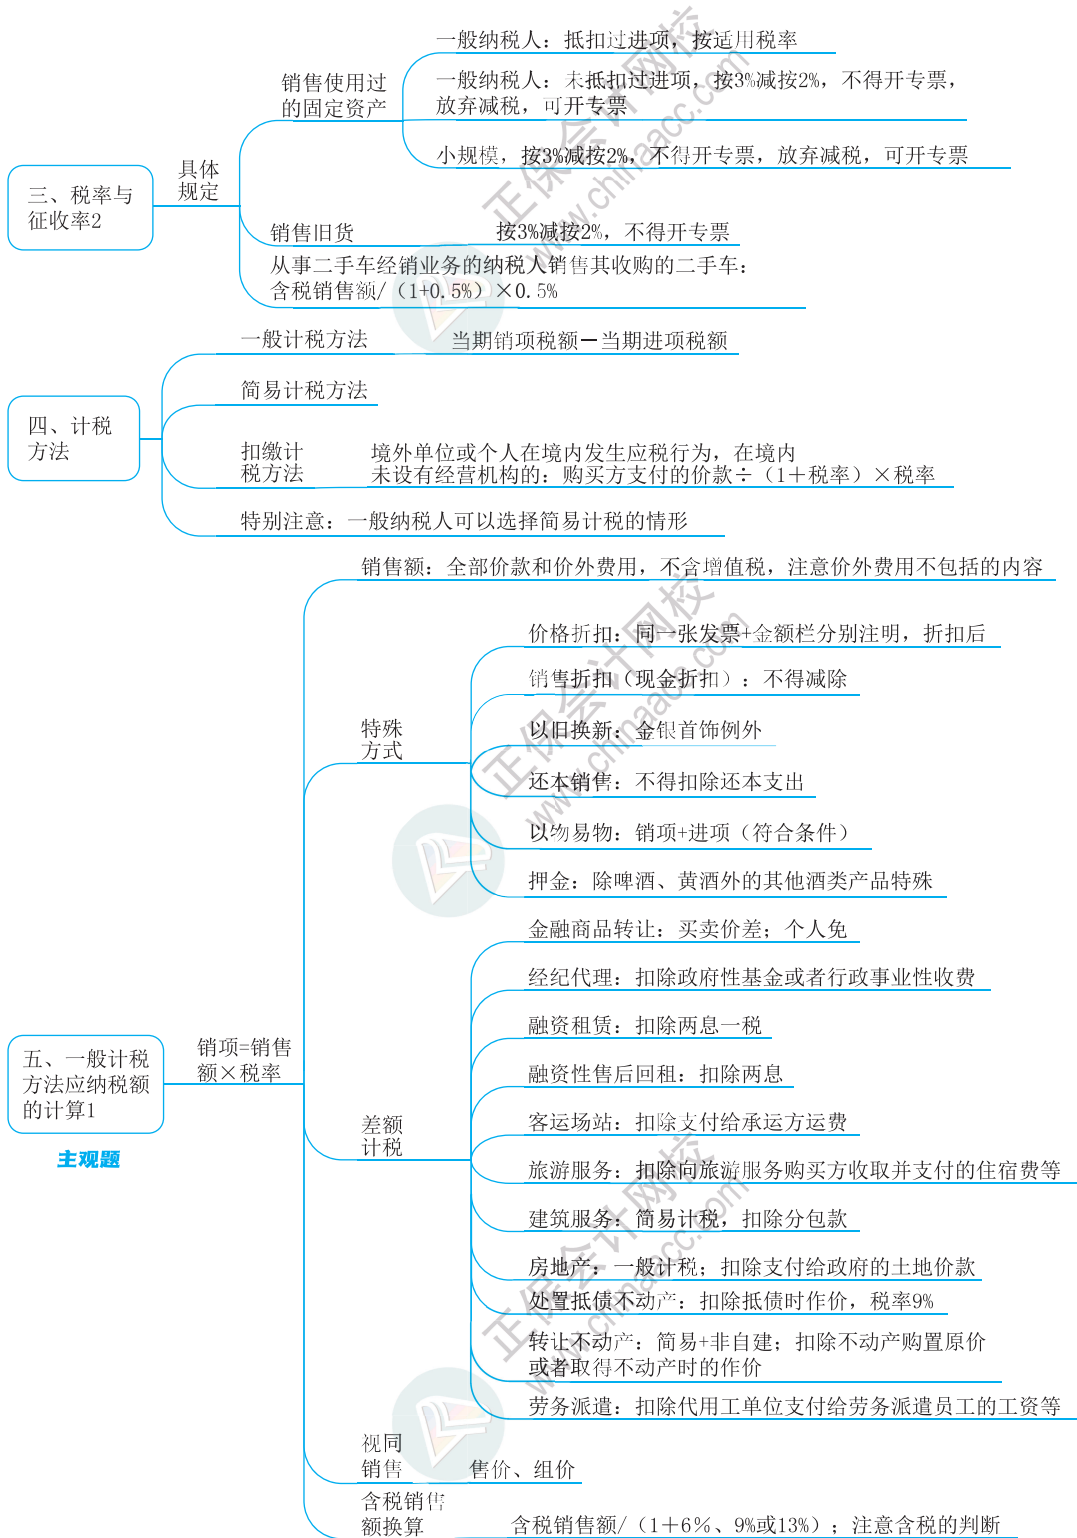 三、税率与
征收率2
具体
规定
销售使用过
的固定资产
一般纳税人：抵扣过进项，按适用税率
一般纳税人：未抵扣过进项，按3%减按2%，不得开专票，
放弃减税，可开专票
小规模，按3%减按2%，不得开专票，放弃减税，可开专票
销售旧货
按3%减按2%，不得开专票
从事二手车经销业务的纳税人销售其收购的二手车：
含税销售额/（1+0.5%）×0.5%
四、计税
方法
一般计税方法
当期销项税额－当期进项税额
简易计税方法
扣缴计
税方法
境外单位或个人在境内发生应税行为，在境内
未设有经营机构的：购买方支付的价款÷（1＋税率）×税率
特别注意：一般纳税人可以选择简易计税的情形
五、一般计税
方法应纳税额
的计算1
主观题
销项=销售
额×税率
销售额：全部价款和价外费用，不含增值税，注意价外费用不包括的内容
特殊
方式
价格折扣：同一张发票+金额栏分别注明，折扣后
销售折扣（现金折扣）：不得减除
以旧换新：金银首饰例外
还本销售：不得扣除还本支出
以物易物：销项+进项（符合条件）
押金：除啤酒、黄酒外的其他酒类产品特殊
差额
计税
金融商品转让：买卖价差；个人免
经纪代理：扣除政府性基金或者行政事业性收费
融资租赁：扣除两息一税
融资性售后回租：扣除两息
客运场站：扣除支付给承运方运费
旅游服务：扣除向旅游服务购买方收取并支付的住宿费等
建筑服务：简易计税，扣除分包款
房地产：一般计税；扣除支付给政府的土地价款
处置抵债不动产：扣除抵债时作价，税率9%
转让不动产：简易+非自建；扣除不动产购置原价
或者取得不动产时的作价
劳务派遣：扣除代用工单位支付给劳务派遣员工的工资等
视同
销售
售价、组价
含税销售
额换算
含税销售额/（1＋6%、9%或13%）；注意含税的判断
正保会计网校
www.chinaacc.com
正保会计网校
www.chinaacc.com
正保会计网校
www.chinaacc.com